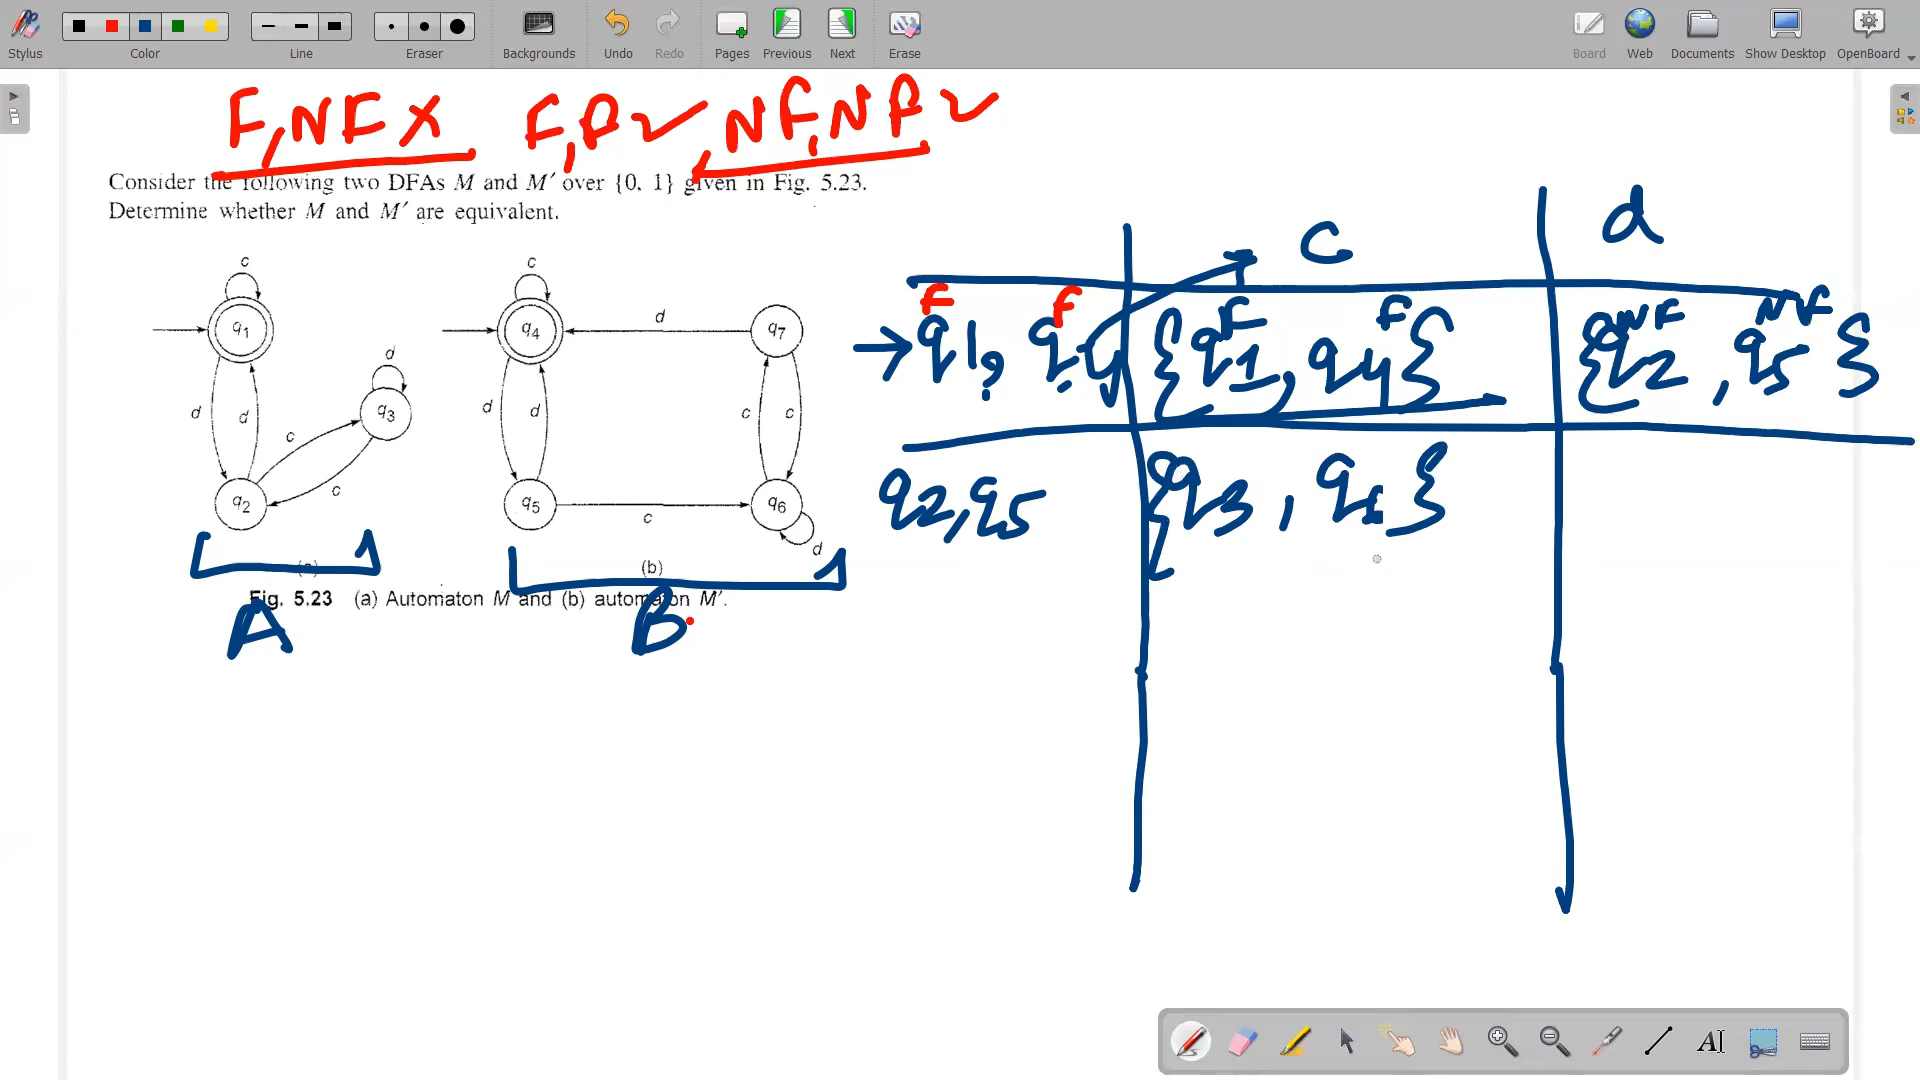 Stylus Color Line Eraser Backgrounds Undo Redo Pages Previous Next Erase Board Web Documents Show Desktop OpenBoard
F, NF X F, F ✓ NF, NF ✓
Consider the following two DFAs M and M′ over {0, 1} given in Fig. 5.23.
Determine whether M and M′ are equivalent.
c d
F F F F NF NF
→ q1, q4 {q1, q4} {q2, q5}
q2, q5 {q3, q6}
c c
q1 q4 d q7
d
d d q3 d d c c
c
c
q2 q5 c q6
d
(a) (b)
Fig. 5.23 (a) Automaton M and (b) automaton M′.
A B